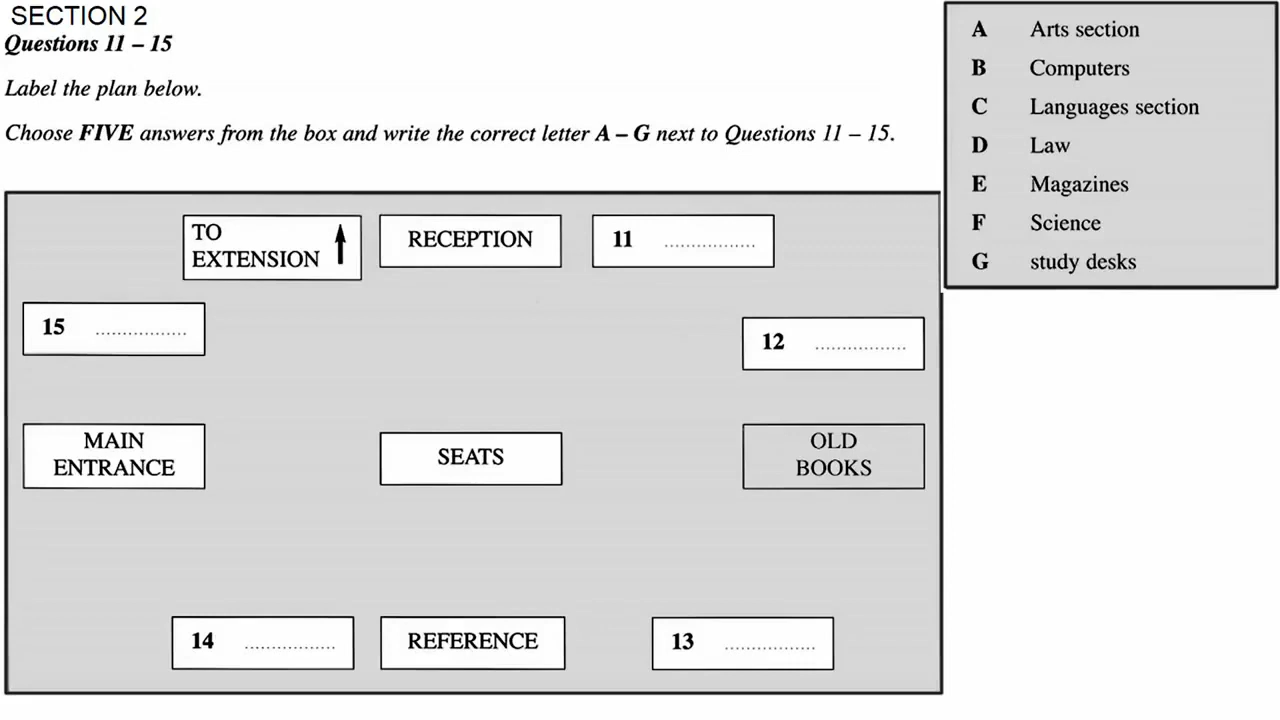 SECTION 2
Questions 11 – 15
Label the plan below.
Choose FIVE answers from the box and write the correct letter A – G next to Questions 11 – 15.
A Arts section
B Computers
C Languages section
D Law
E Magazines
F Science
G study desks
TO
EXTENSION
RECEPTION
11 .................
15 .................
12 .................
MAIN
ENTRANCE
SEATS
OLD
BOOKS
14 .................
REFERENCE
13 .................